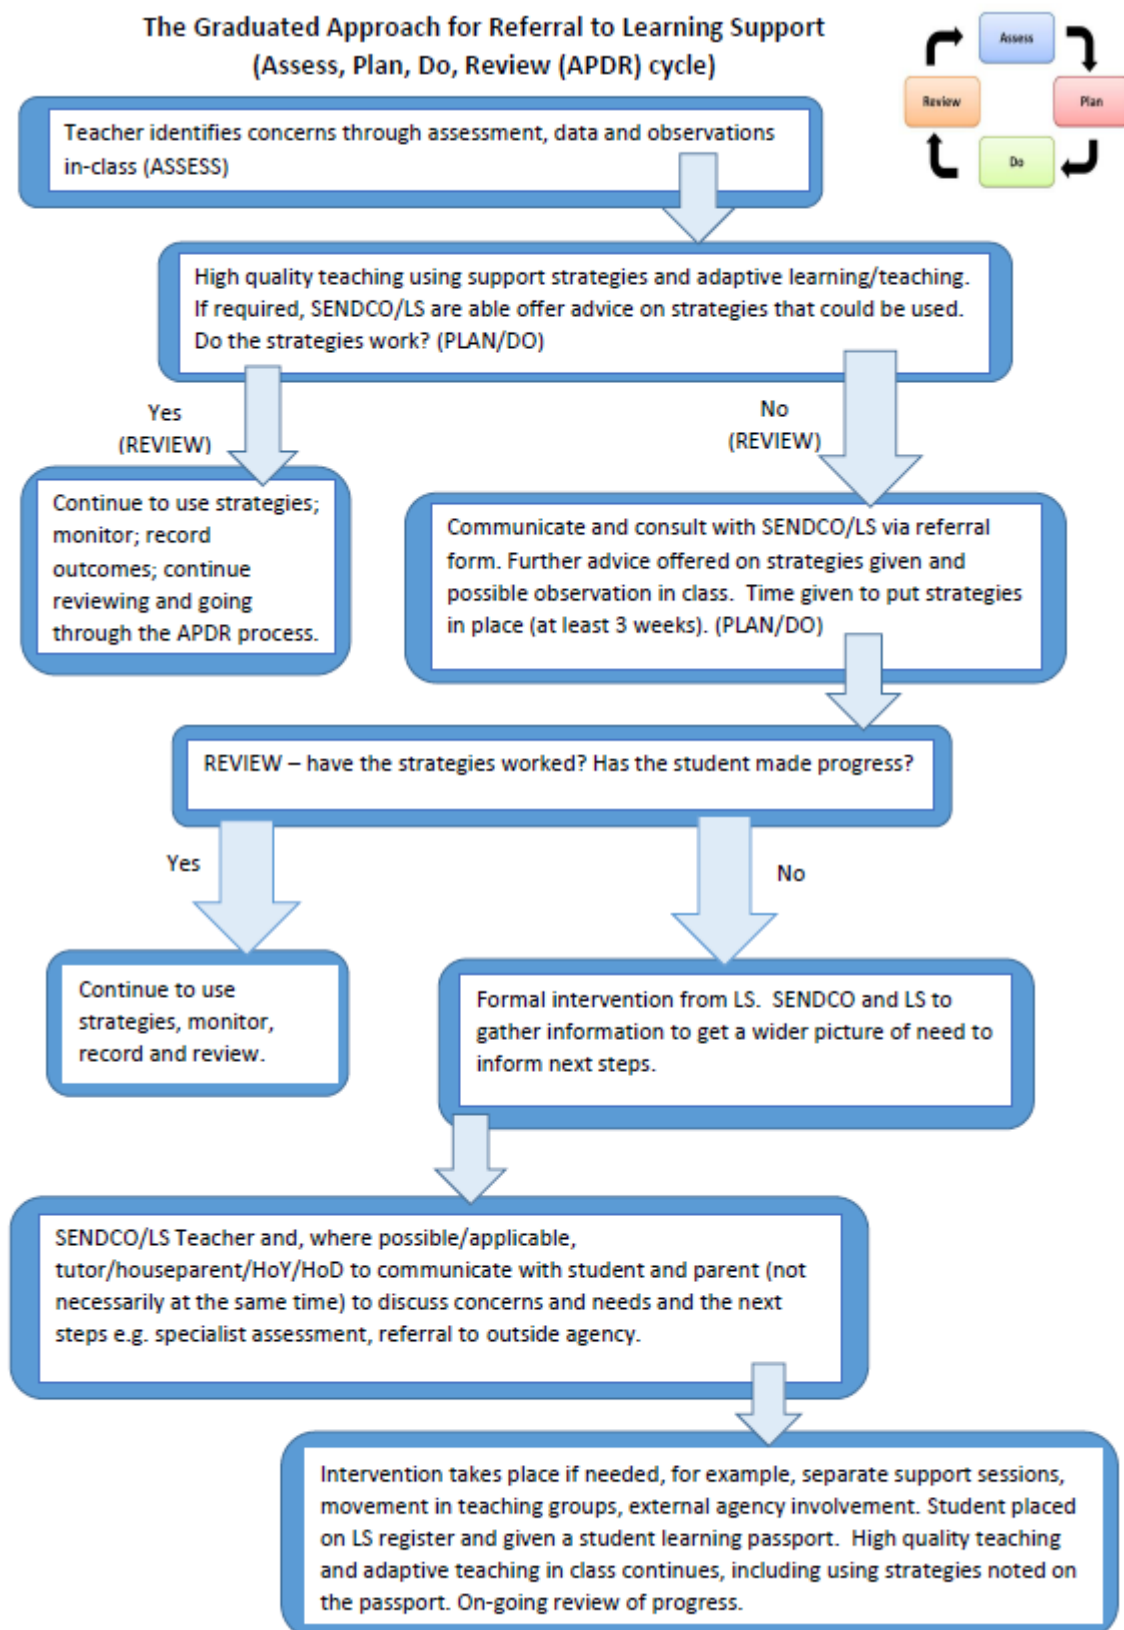 The Graduated Approach for Referral to Learning Support
(Assess, Plan, Do, Review (APDR) cycle)
Assess
Review
Plan
Do
Teacher identifies concerns through assessment, data and observations
in-class (ASSESS)
High quality teaching using support strategies and adaptive learning/teaching.
If required, SENDCO/LS are able offer advice on strategies that could be used.
Do the strategies work? (PLAN/DO)
Yes
(REVIEW)
No
(REVIEW)
Continue to use strategies;
monitor; record
outcomes; continue
reviewing and going
through the APDR process.
Communicate and consult with SENDCO/LS via referral
form. Further advice offered on strategies given and
possible observation in class. Time given to put strategies
in place (at least 3 weeks). (PLAN/DO)
REVIEW – have the strategies worked? Has the student made progress?
Yes
No
Continue to use
strategies, monitor,
record and review.
Formal intervention from LS. SENDCO and LS to
gather information to get a wider picture of need to
inform next steps.
SENDCO/LS Teacher and, where possible/applicable,
tutor/houseparent/HoY/HoD to communicate with student and parent (not
necessarily at the same time) to discuss concerns and needs and the next
steps e.g. specialist assessment, referral to outside agency.
Intervention takes place if needed, for example, separate support sessions,
movement in teaching groups, external agency involvement. Student placed
on LS register and given a student learning passport. High quality teaching
and adaptive teaching in class continues, including using strategies noted on
the passport. On-going review of progress.